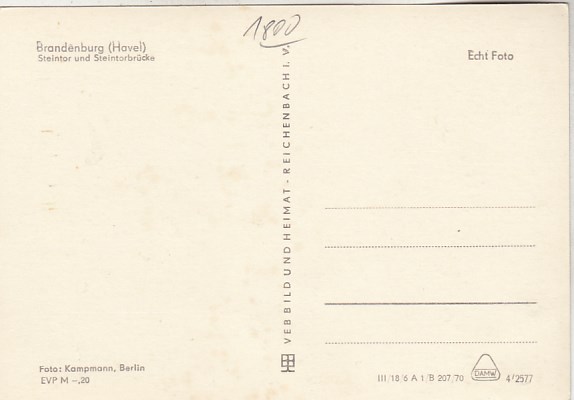 1800
Brandenburg (Havel)
Steintor und Steintorbrücke
Echt Foto
VEB BILD UND HEIMAT - REICHENBACH I. V.
Foto: Kampmann, Berlin
EVP M -,20
III/18/6 A 1/B 207/70
DAMW
4/2577